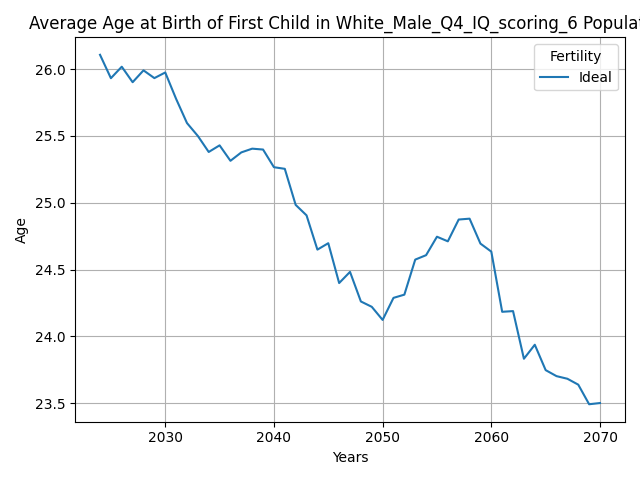 Average Age at Birth of First Child in White_Male_Q4_IQ_scoring_6 Populat
Fertility
Ideal
26.0
25.5
25.0
24.5
24.0
23.5
Age
2030 2040 2050 2060 2070
Years